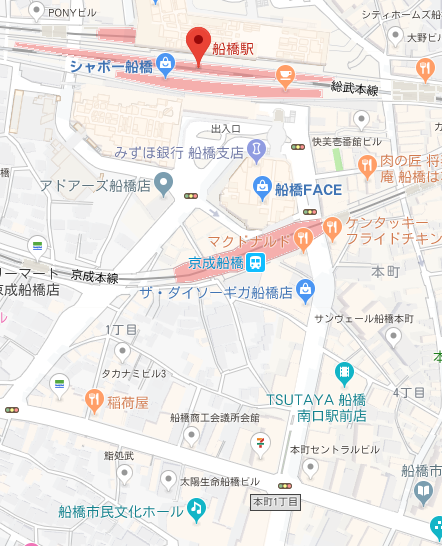 PONYビル
シティホームズ船
船橋駅
大野ビル
シャポー船橋
総武本線
出入口
快美壱番館ビル
みずほ銀行 船橋支店
肉の匠 将
庵 船橋は
アドアーズ船橋店
船橋FACE
ケンタッキー
フライドチキン
マクドナルド
京成船橋
リーマート
京成船橋店
京成本線
本町
ザ・ダイソーギガ船橋店
サンヴェール船橋本町
1丁目
タカナミビル3
TSUTAYA 船橋
南口駅前店
4丁目
稲荷屋
船橋商工会議所会館
鮨処武
本町セントラルビル
太陽生命船橋ビル
船橋市
本町1丁目
船橋市民文化ホール